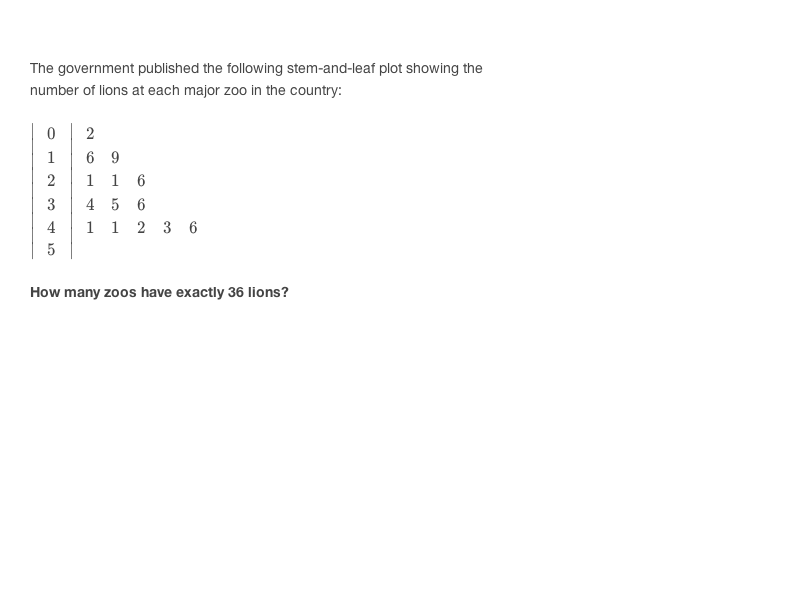 The government published the following stem-and-leaf plot showing the
number of lions at each major zoo in the country:
0 2
1 6 9
2 1 1 6
3 4 5 6
4 1 1 2 3 6
5
How many zoos have exactly 36 lions?